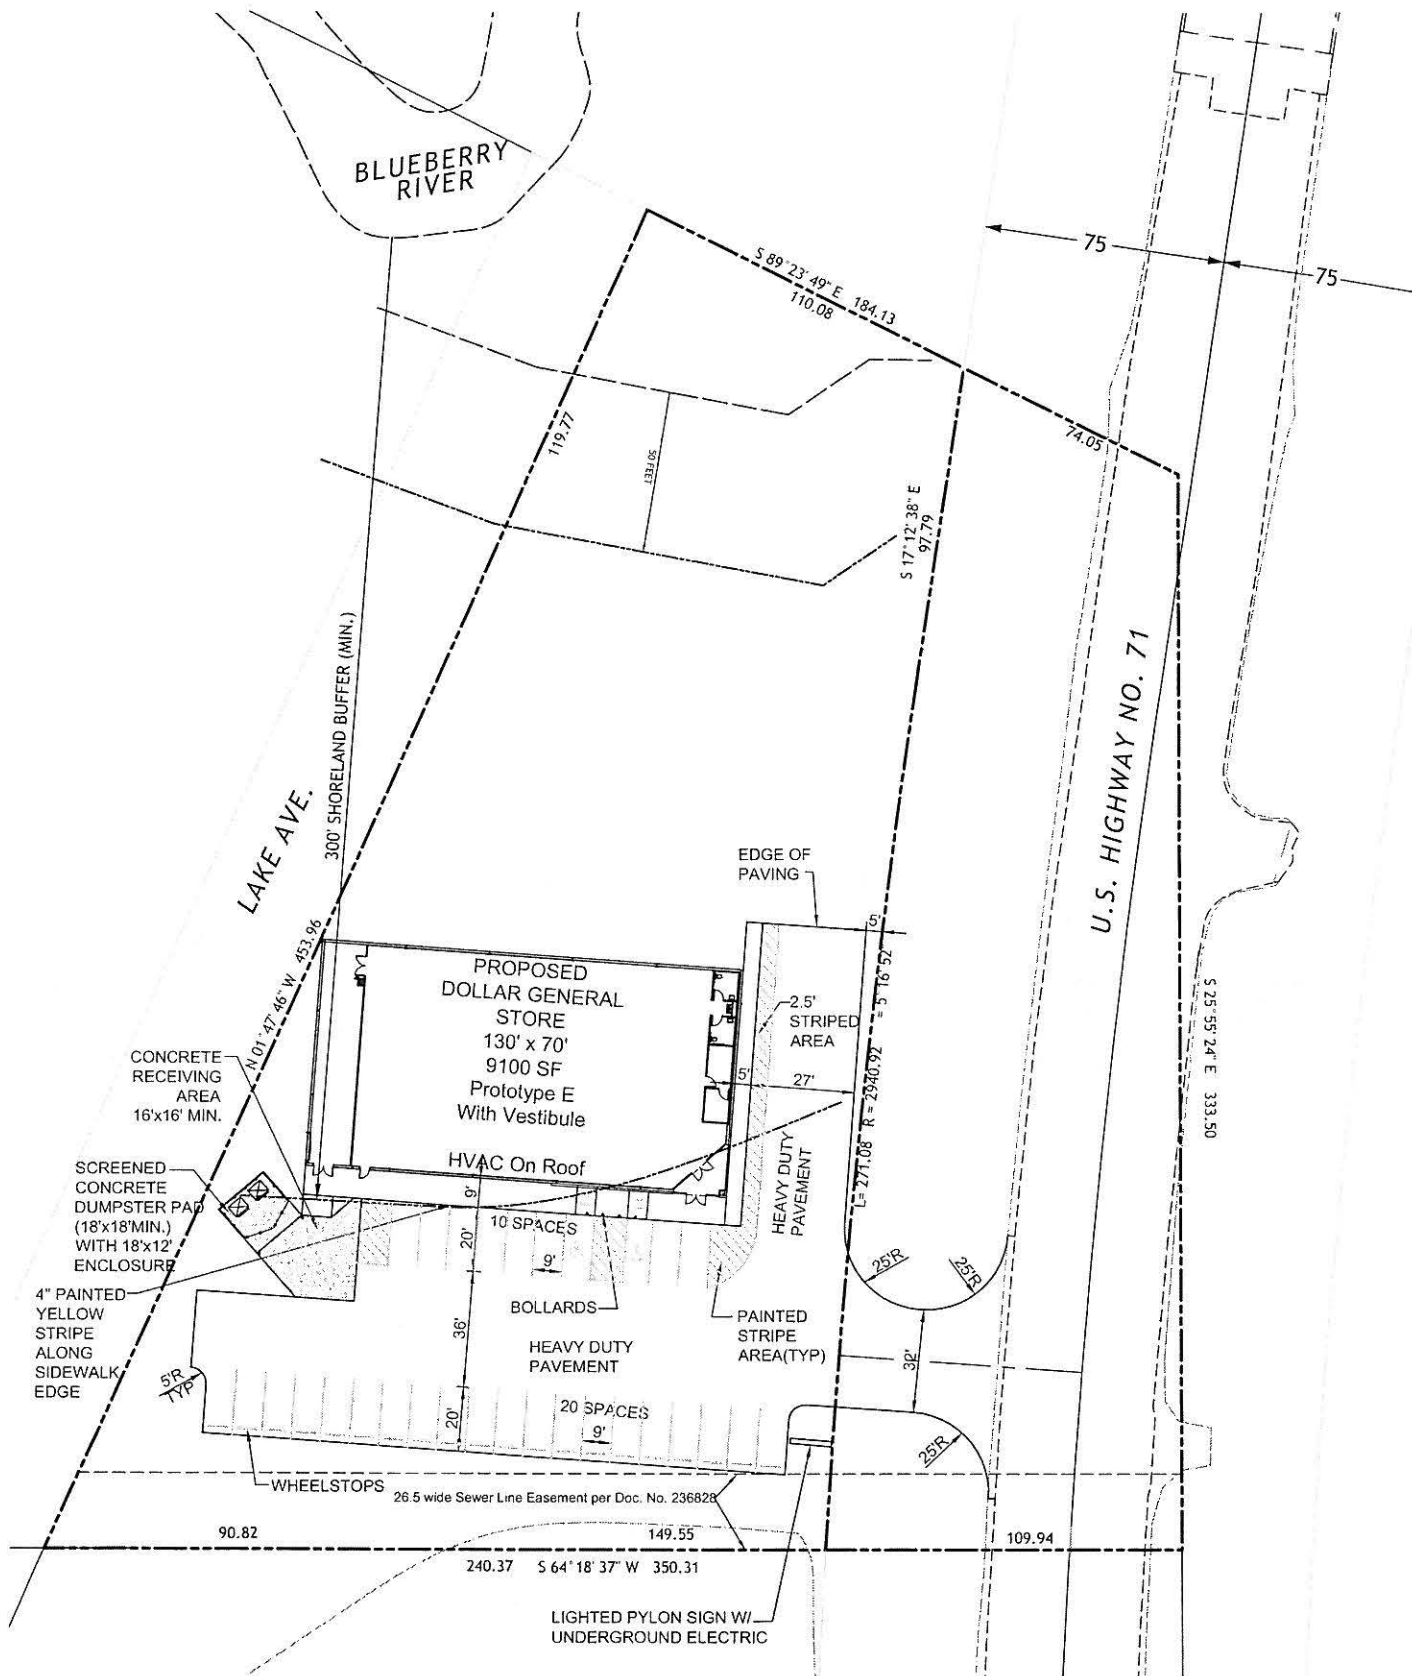 BLUEBERRY
RIVER
75
75
S 89°23'49" E 184.13
110.08
74.05
119.77
50 FEET
S 17°12'38" E
97.79
300' SHORELAND BUFFER (MIN.)
LAKE AVE.
U.S. HIGHWAY NO. 71
N 01°47'46" W 453.96
EDGE OF
PAVING
5'
PROPOSED
DOLLAR GENERAL
STORE
130' x 70'
9100 SF
Prototype E
With Vestibule
HVAC On Roof
2.5'
STRIPED
AREA
5'
27'
L= 271.08 R = 2940.92 = 5°16'52"
S 25°55'24" E 333.50
CONCRETE
RECEIVING
AREA
16'x16' MIN.
SCREENED
CONCRETE
DUMPSTER PAD
(18'x18'MIN.)
WITH 18'x12'
ENCLOSURE
4" PAINTED
YELLOW
STRIPE
ALONG
SIDEWALK
EDGE
9'
10 SPACES
20'
9'
HEAVY DUTY
PAVEMENT
25'R
25'R
BOLLARDS
PAINTED
STRIPE
AREA(TYP)
36'
HEAVY DUTY
PAVEMENT
32'
5'R
TYP
20 SPACES
20'
9'
25'R
WHEELSTOPS
26.5 wide Sewer Line Easement per Doc. No. 236828
90.82
149.55
109.94
240.37 S 64°18'37" W 350.31
LIGHTED PYLON SIGN W/
UNDERGROUND ELECTRIC